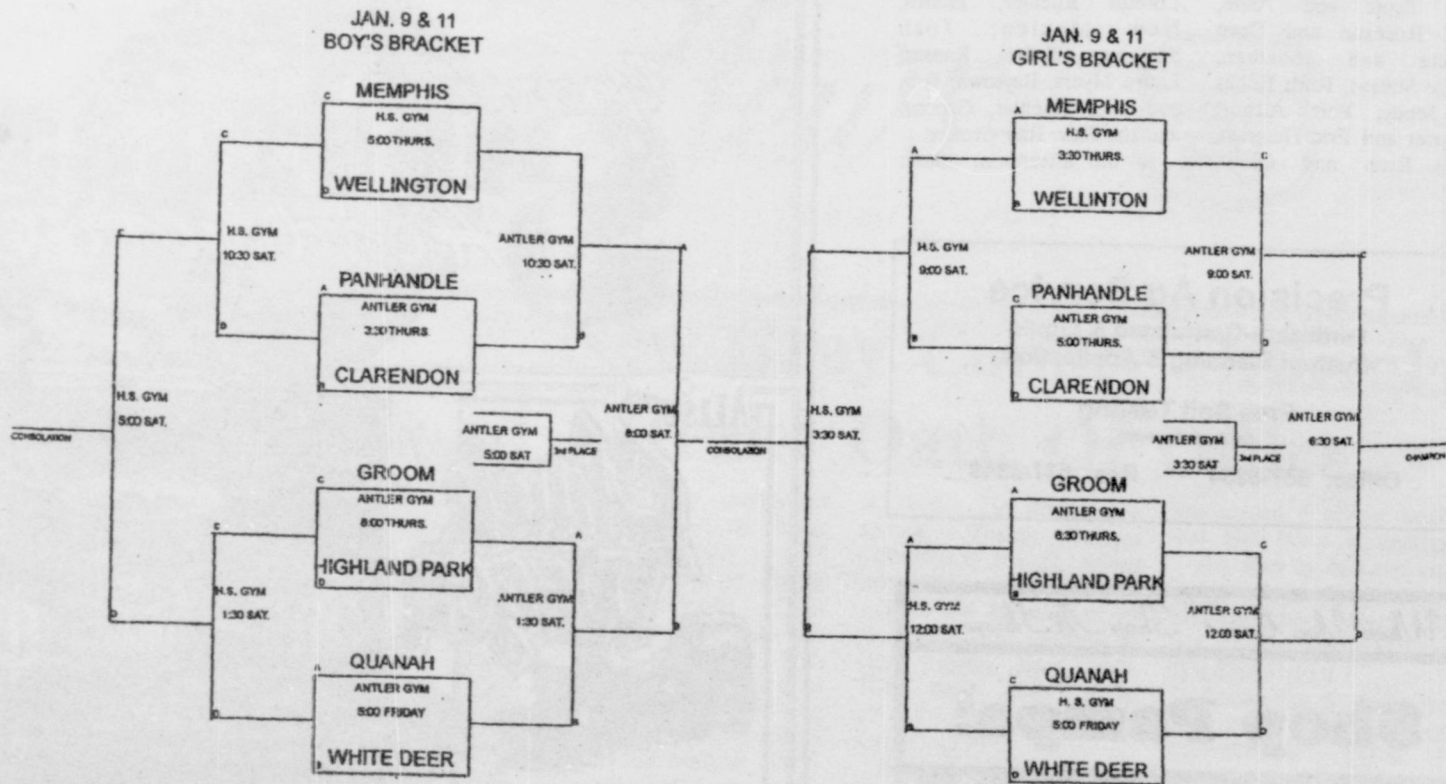 JAN. 9 & 11
BOY'S BRACKET
MEMPHIS
H.S. GYM
5:00 THURS.
WELLINGTON
H.S. GYM
10:30 SAT.
ANTLER GYM
10:30 SAT.
PANHANDLE
ANTLER GYM
3:30 THURS.
CLARENDON
H.S. GYM
5:00 SAT.
CONSOLATION
ANTLER GYM
5:00 SAT
3rd PLACE
ANTLER GYM
8:00 SAT.
GROOM
ANTLER GYM
8:00 THURS.
HIGHLAND PARK
H.S. GYM
1:30 SAT.
ANTLER GYM
1:30 SAT.
QUANAH
ANTLER GYM
5:00 FRIDAY
WHITE DEER
JAN. 9 & 11
GIRL'S BRACKET
MEMPHIS
H.S. GYM
3:30 THURS.
WELLINTON
H.S. GYM
9:00 SAT.
ANTLER GYM
9:00 SAT.
PANHANDLE
ANTLER GYM
5:00 THURS.
CLARENDON
CONSOLATION
H.S. GYM
3:30 SAT.
ANTLER GYM
3:30 SAT
3rd PLACE
ANTLER GYM
6:30 SAT.
CHAMPION
GROOM
ANTLER GYM
6:30 THURS.
HIGHLAND PARK
H.S. GYM
12:00 SAT.
ANTLER GYM
12:00 SAT.
QUANAH
H. S. GYM
5:00 FRIDAY
WHITE DEER